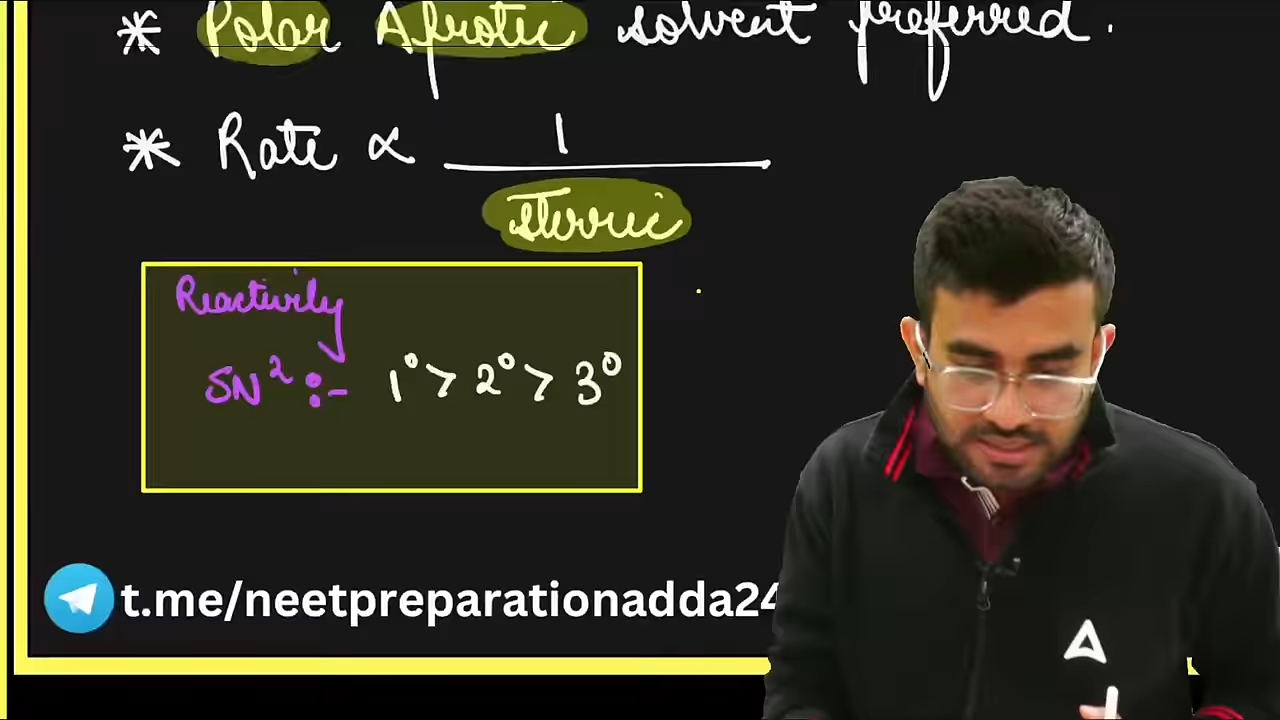 * Polar Aprotic solvent preferred.
* Rate ∝ 1
steric
Reactivity
SN² :- 1° > 2° > 3°
t.me/neetpreparationadda24